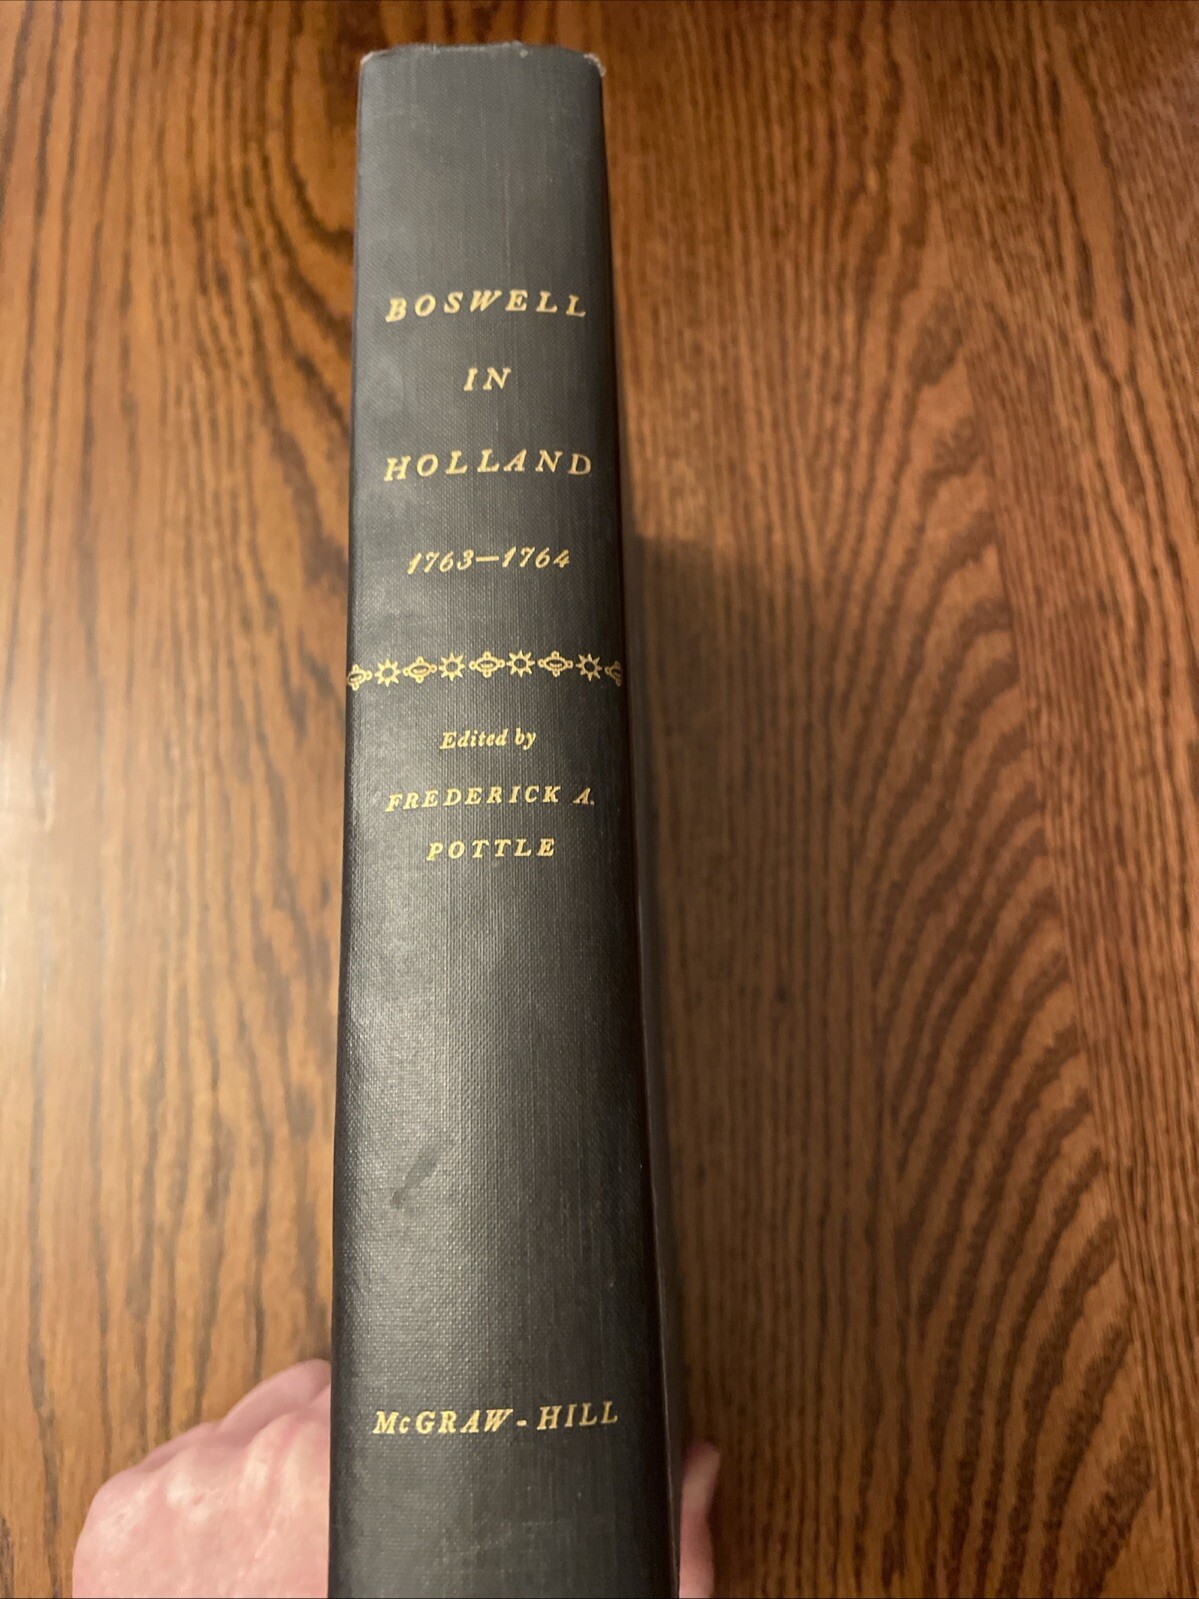 BOSWELL
IN
HOLLAND
1763–1764
Edited by
FREDERICK A.
POTTLE
McGRAW-HILL